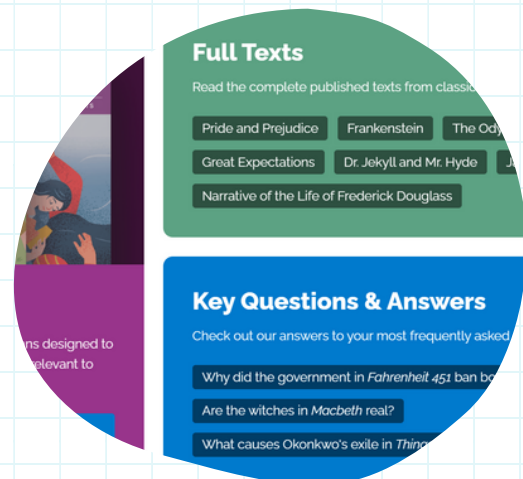 Full Texts
Read the complete published texts from classic
Pride and Prejudice Frankenstein The Ody
Great Expectations Dr. Jekyll and Mr. Hyde
Narrative of the Life of Frederick Douglass
ns designed to
relevant to
Key Questions & Answers
Check out our answers to your most frequently asked
Why did the government in Fahrenheit 451 ban bo
Are the witches in Macbeth real?
What causes Okonkwo's exile in Thing